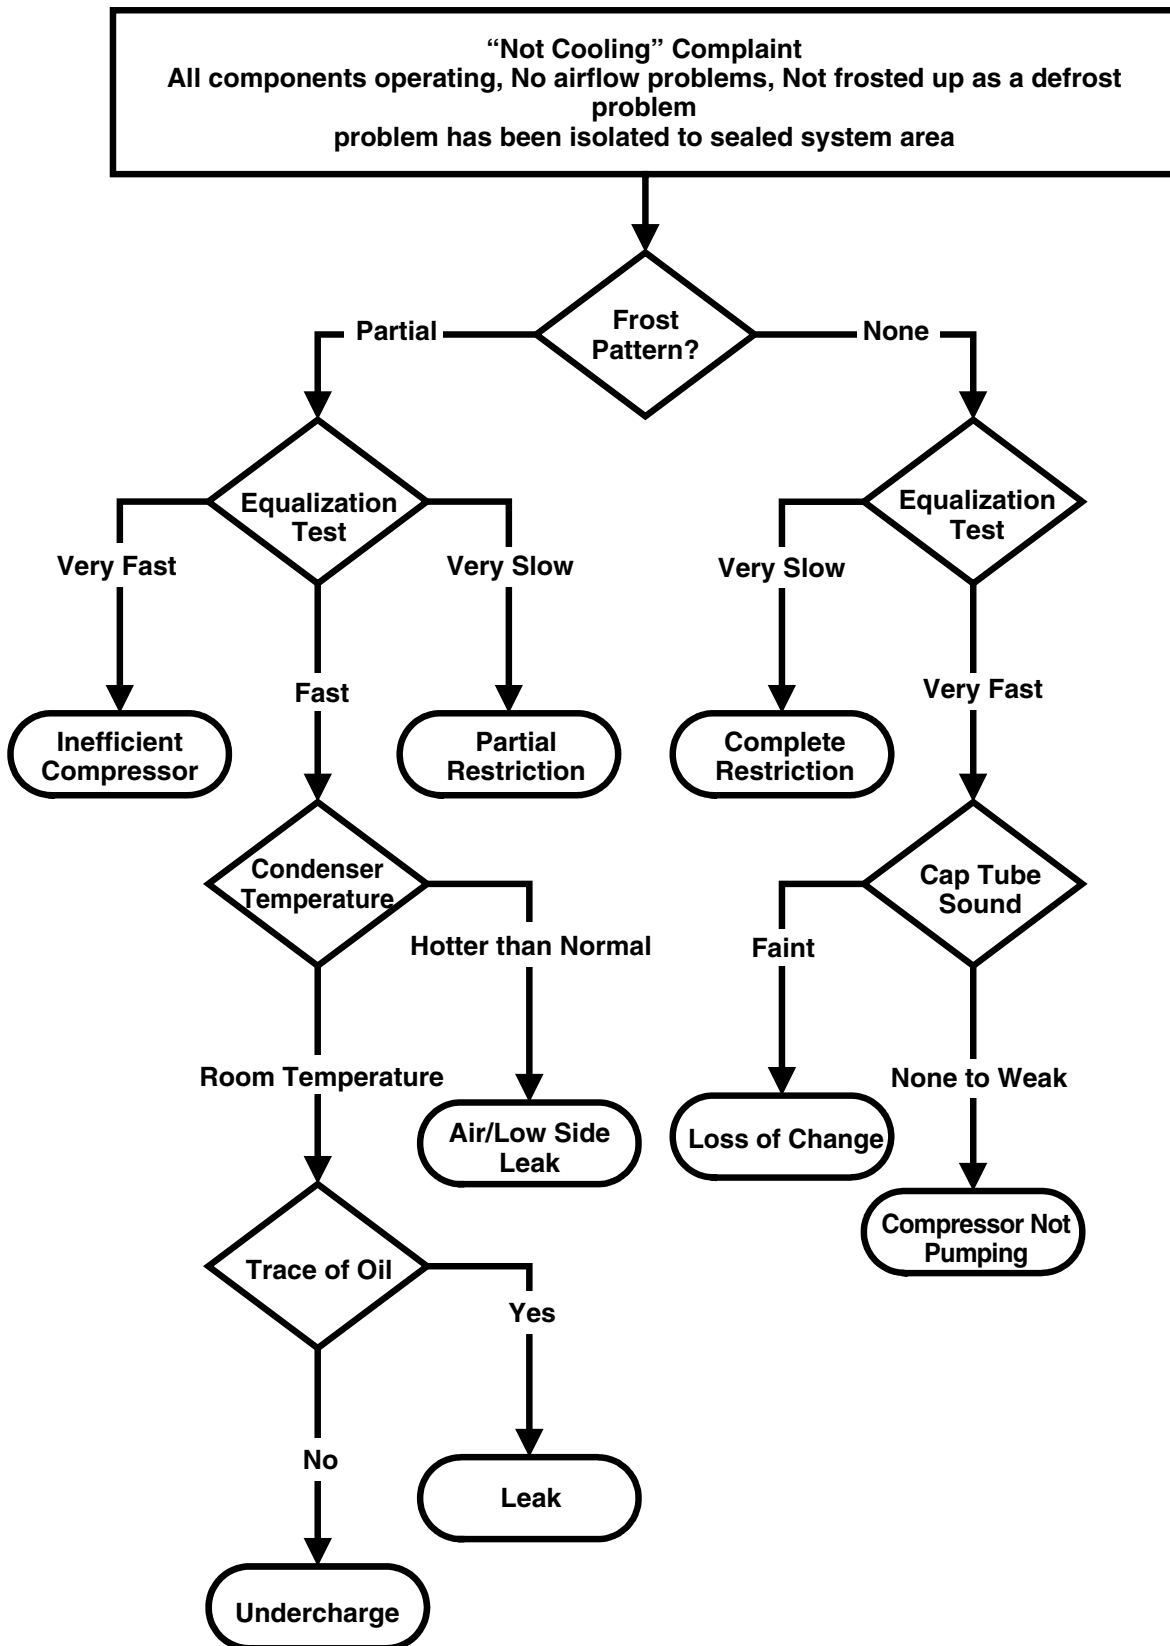 “Not Cooling” Complaint
All components operating, No airflow problems, Not frosted up as a defrost
problem
problem has been isolated to sealed system area
Frost
Pattern?
Partial
None
Equalization
Test
Equalization
Test
Very Fast
Very Slow
Very Slow
Fast
Very Fast
Inefficient
Compressor
Partial
Restriction
Complete
Restriction
Condenser
Temperature
Cap Tube
Sound
Hotter than Normal
Faint
Room Temperature
None to Weak
Air/Low Side
Leak
Loss of Change
Compressor Not
Pumping
Trace of Oil
Yes
No
Leak
Undercharge